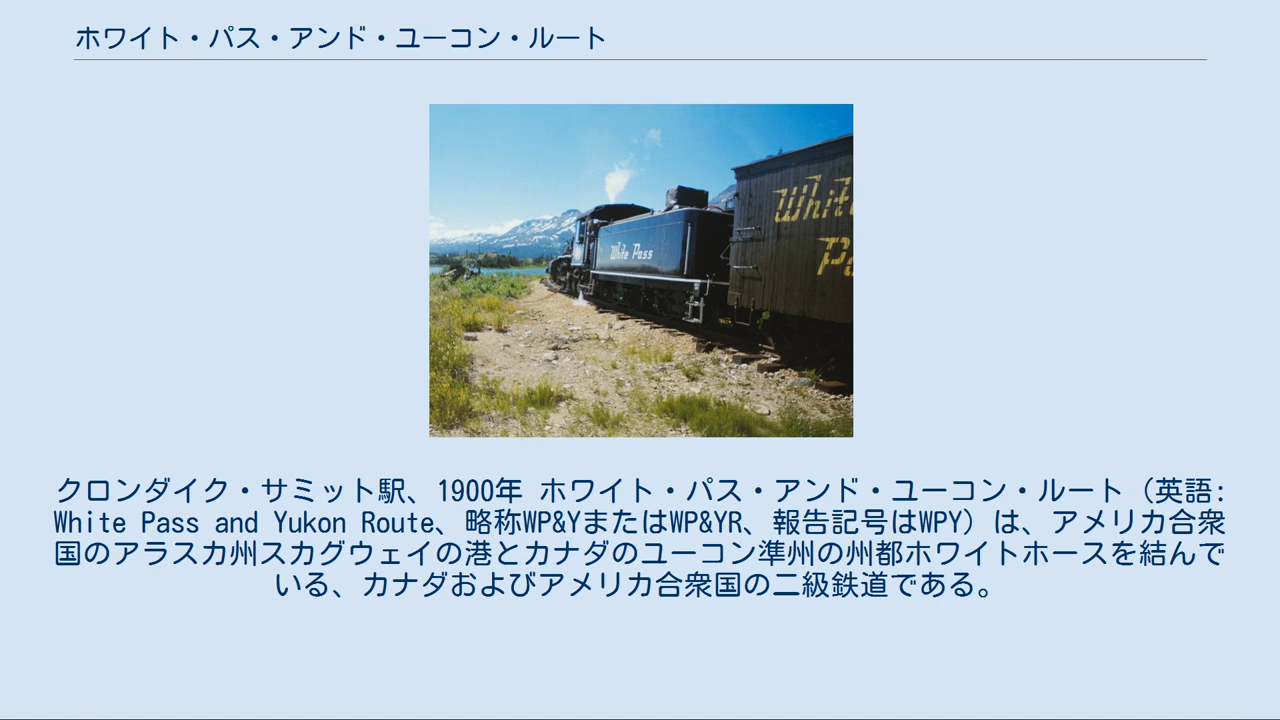 ホワイト・パス・アンド・ユーコン・ルート
White Pass
White
クロンダイク・サミット駅、1900年 ホワイト・パス・アンド・ユーコン・ルート（英語:
White Pass and Yukon Route、略称WP&YまたはWP&YR、報告記号はWPY）は、アメリカ合衆
国のアラスカ州スカグウェイの港とカナダのユーコン準州の州都ホワイトホースを結んで
いる、カナダおよびアメリカ合衆国の二級鉄道である。